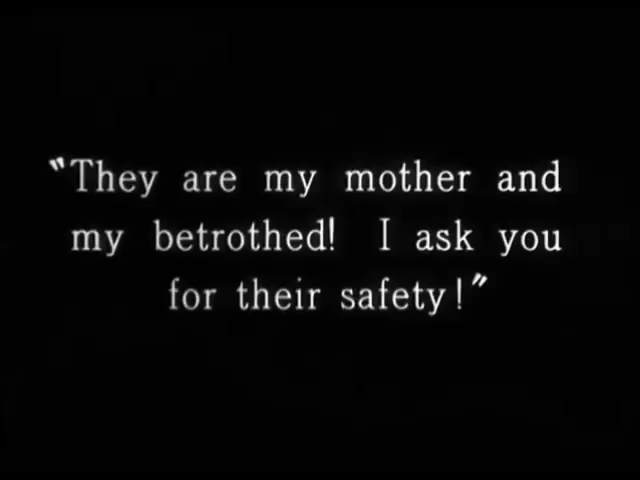 "They are my mother and
my betrothed! I ask you
for their safety!"